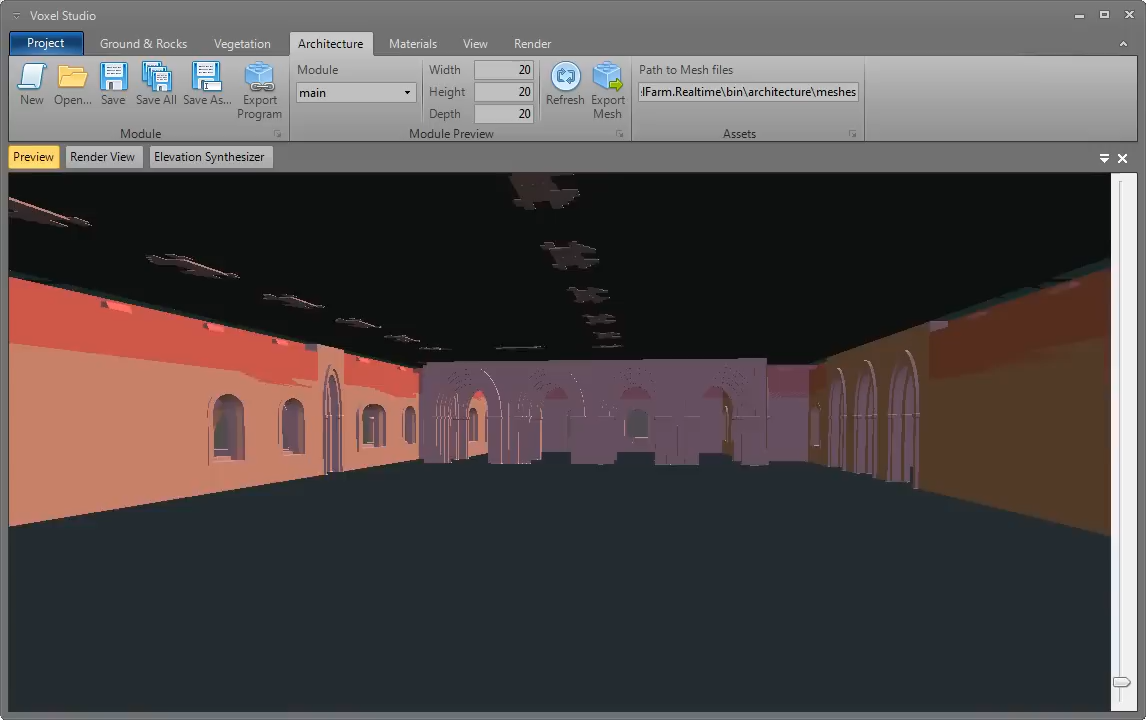 Voxel Studio
Project Ground & Rocks Vegetation Architecture Materials View Render
New Open... Save Save All Save As... Export Program
Module
Module
main
Width 20
Height 20
Depth 20
Refresh Export Mesh
Module Preview
Path to Mesh files
lFarm.Realtime\bin\architecture\meshes
Assets
Preview Render View Elevation Synthesizer